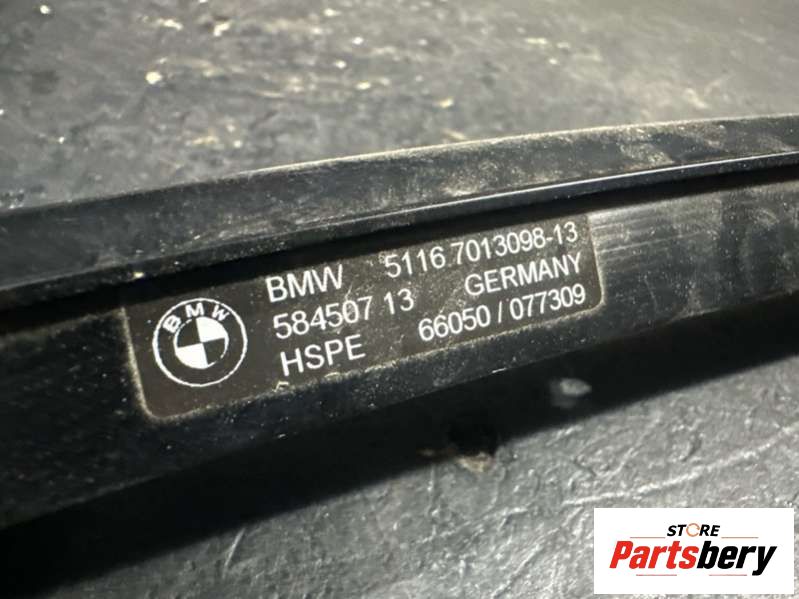 BMW
BMW 5116 7013098-13
584507 13 GERMANY
HSPE 66050 / 077309
STORE
Partsbery